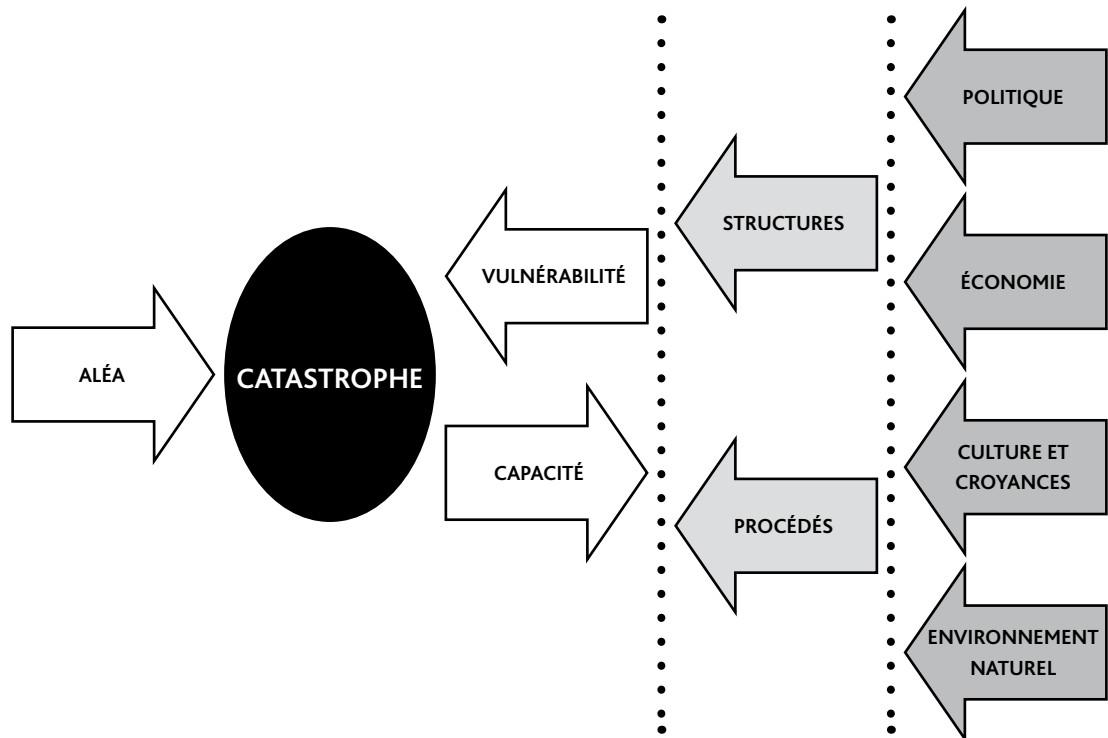 ALÉA
CATASTROPHE
VULNÉRABILITÉ
CAPACITÉ
STRUCTURES
PROCÉDÉS
POLITIQUE
ÉCONOMIE
CULTURE ET
CROYANCES
ENVIRONNEMENT
NATUREL